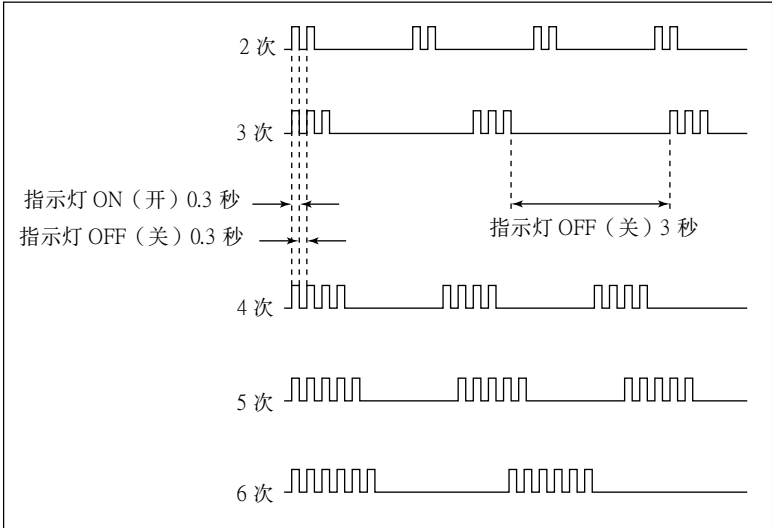 2 次
3 次
指示灯 ON（开）0.3 秒
指示灯 OFF（关）3 秒
指示灯 OFF（关）0.3 秒
4 次
5 次
6 次